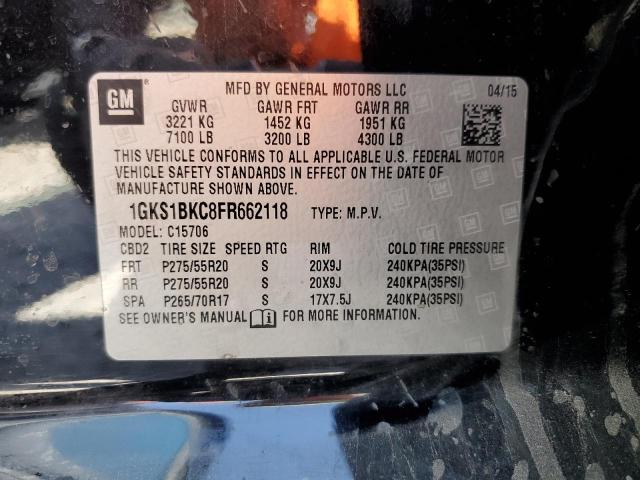 GM
MFD BY GENERAL MOTORS LLC 04/15
GVWR GAWR FRT GAWR RR
3221 KG 1452 KG 1951 KG
7100 LB 3200 LB 4300 LB
THIS VEHICLE CONFORMS TO ALL APPLICABLE U.S. FEDERAL MOTOR
VEHICLE SAFETY STANDARDS IN EFFECT ON THE DATE OF
MANUFACTURE SHOWN ABOVE.
1GKS1BKC8FR662118 TYPE: M.P.V.
MODEL: C15706
CBD2 TIRE SIZE SPEED RTG RIM COLD TIRE PRESSURE
FRT P275/55R20 S 20X9J 240KPA(35PSI)
RR P275/55R20 S 20X9J 240KPA(35PSI)
SPA P265/70R17 S 17X7.5J 240KPA(35PSI)
SEE OWNER'S MANUAL FOR MORE INFORMATION.